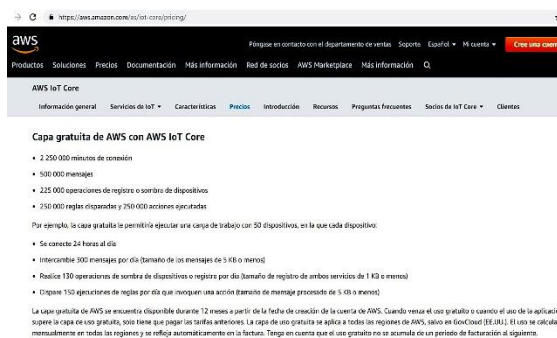 https://aws.amazon.com/es/iot-core/pricing/
aws
Póngase en contacto con el departamento de ventas Soporte Español Mi cuenta Cree una cuen
Productos Soluciones Precios Documentación Más información Red de socios AWS Marketplace Más información
AWS IoT Core
Información general Servicios de IoT Características Precios Introducción Recursos Preguntas frecuentes Socios de IoT Core Clientes
Capa gratuita de AWS con AWS IoT Core
• 2 250 000 minutos de conexión
• 500 000 mensajes
• 225 000 operaciones de registro o sombra de dispositivos
• 250 000 reglas disparadas y 250 000 acciones ejecutadas
Por ejemplo, la capa gratuita le permitiría ejecutar una carga de trabajo con 50 dispositivos, en la que cada dispositivo:
• Se conecte 24 horas al día
• Intercambie 300 mensajes por día (tamaño de los mensajes de 5 KB o menos)
• Realice 130 operaciones de sombra de dispositivos o registro por día (tamaño de registro de ambos servicios de 1 KB o menos)
• Dispare 150 ejecuciones de reglas por día que invoquen una acción (tamaño de mensaje procesado de 5 KB o menos)
La capa gratuita de AWS se encuentra disponible durante 12 meses a partir de la fecha de creación de la cuenta de AWS. Cuando venza el uso gratuito o cuando el uso de la aplicació
supere la capa de uso gratuito, solo tiene que pagar las tarifas anteriores. La capa de uso gratuita se aplica a todas las regiones de AWS, salvo en GovCloud (EE.UU.). El uso se calcula
mensualmente en todas las regiones y se refleja automáticamente en la factura. Tenga en cuenta que el uso gratuito no se acumula de un periodo de facturación al siguiente.